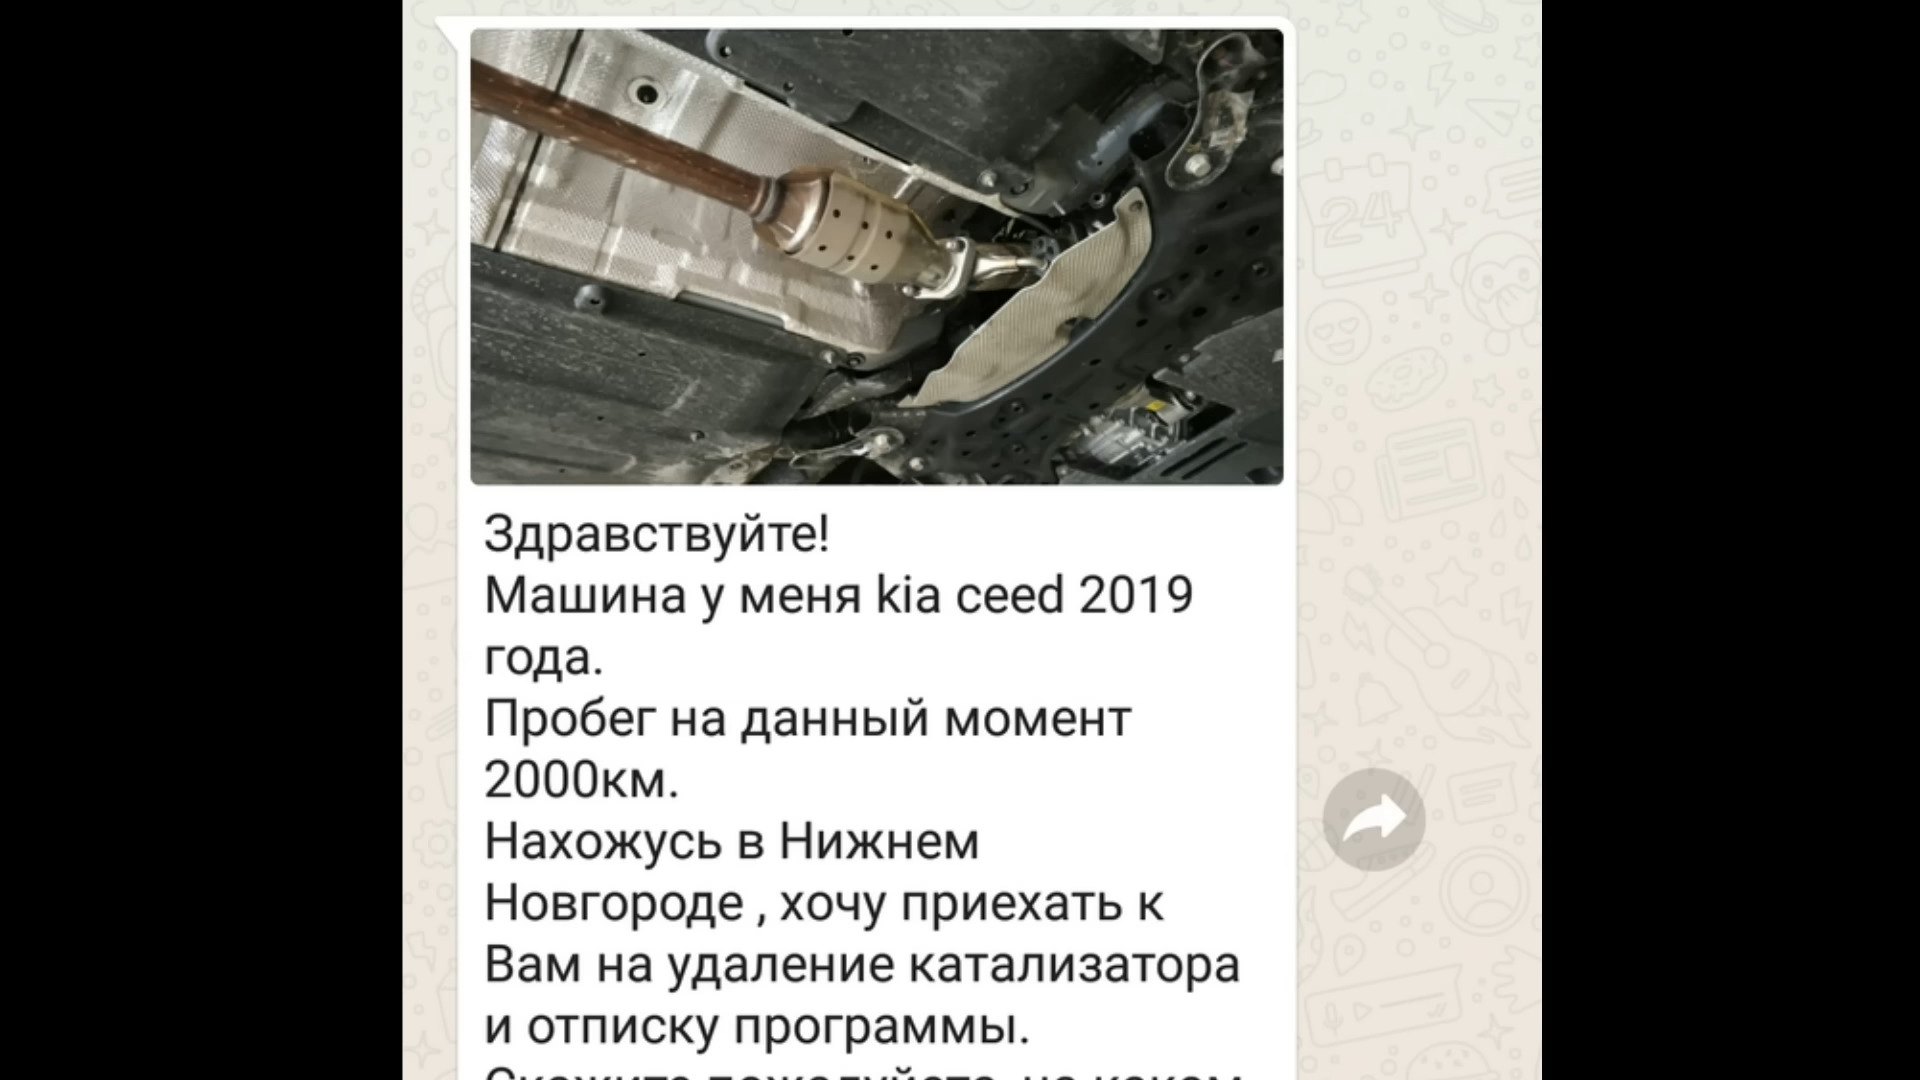 Здравствуйте!
Машина у меня kia ceed 2019
года.
Пробег на данный момент
2000км.
Нахожусь в Нижнем
Новгороде , хочу приехать к
Вам на удаление катализатора
и отписку программы.